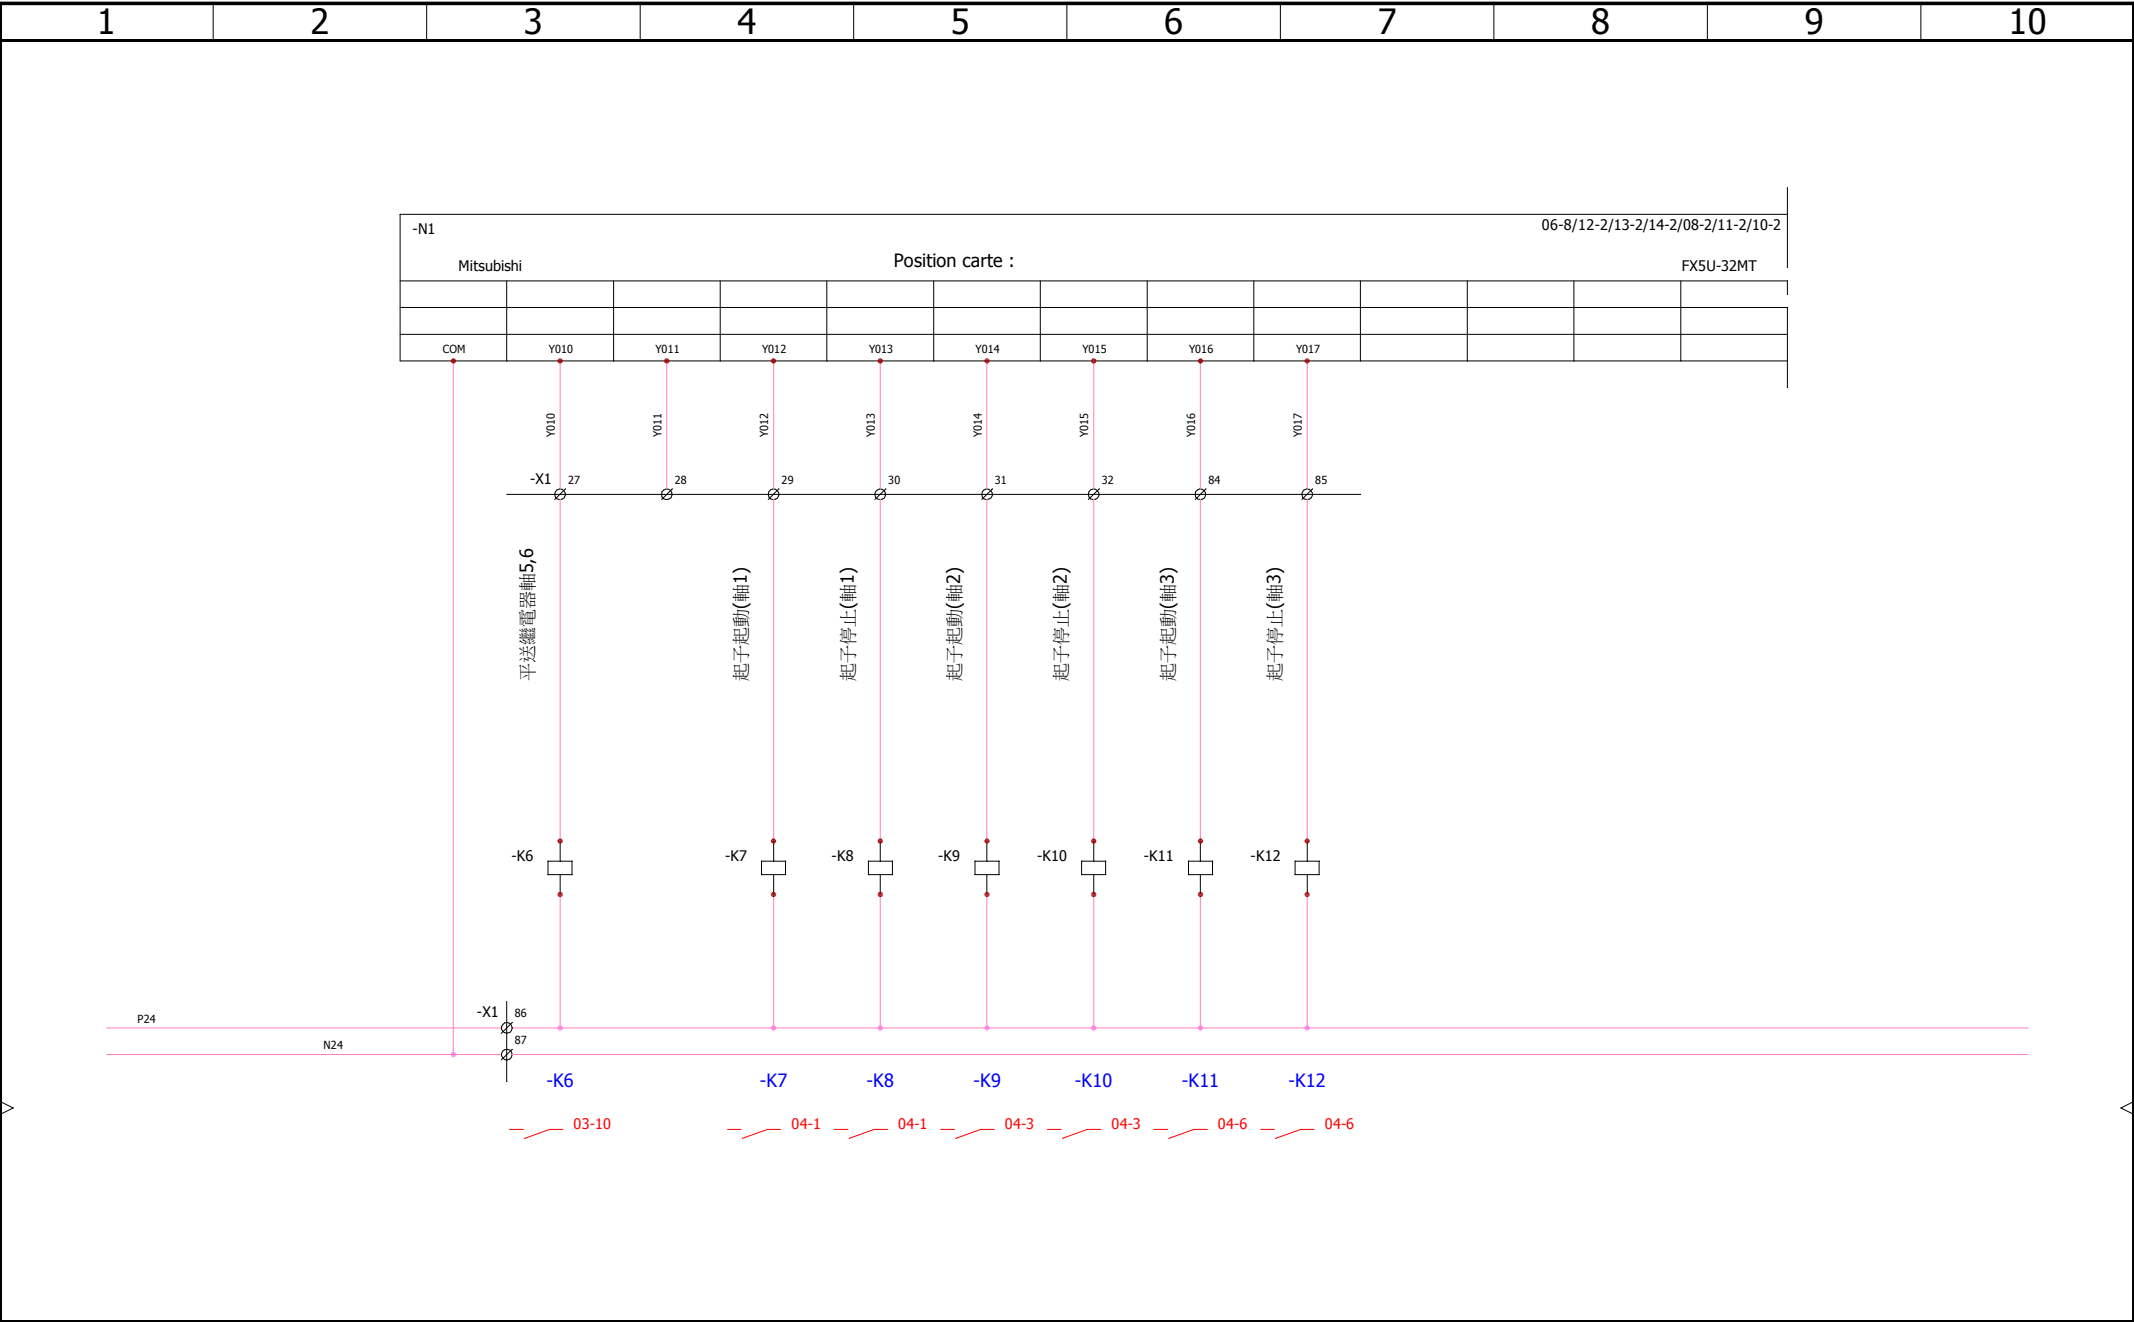 1 2 3 4 5 6 7 8 9 10
-N1 06-8/12-2/13-2/14-2/08-2/11-2/10-2
Mitsubishi Position carte : FX5U-32MT
COM Y010 Y011 Y012 Y013 Y014 Y015 Y016 Y017
Y010 Y011 Y012 Y013 Y014 Y015 Y016 Y017
-X1 27 28 29 30 31 32 84 85
平送繼電器軸5,6
起子起動(軸1)
起子停止(軸1)
起子起動(軸2)
起子停止(軸2)
起子起動(軸3)
起子停止(軸3)
-K6 -K7 -K8 -K9 -K10 -K11 -K12
P24 -X1 86
N24 87
-K6 -K7 -K8 -K9 -K10 -K11 -K12
03-10 04-1 04-1 04-3 04-3 04-6 04-6